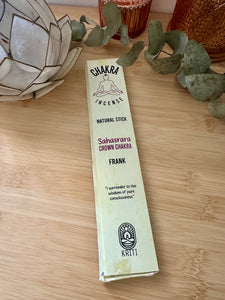 CHAKRA
INCENSE
NATURAL STICK
Sahasrara
CROWN CHAKRA
FRANK
"I surrender to the
wisdom of pure
consciousness"
KRITI